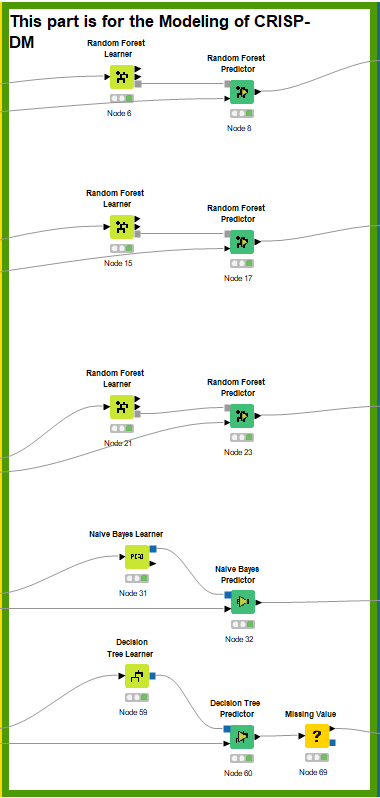 This part is for the Modeling of CRISP-
DM
Random Forest
Learner
Node 6
Random Forest
Predictor
Node 8
Random Forest
Learner
Node 15
Random Forest
Predictor
Node 17
Random Forest
Learner
Node 21
Random Forest
Predictor
Node 23
Naive Bayes Learner
Node 31
Naive Bayes
Predictor
Node 32
Decision
Tree Learner
Node 59
Decision Tree
Predictor
Node 60
Missing Value
?
Node 69